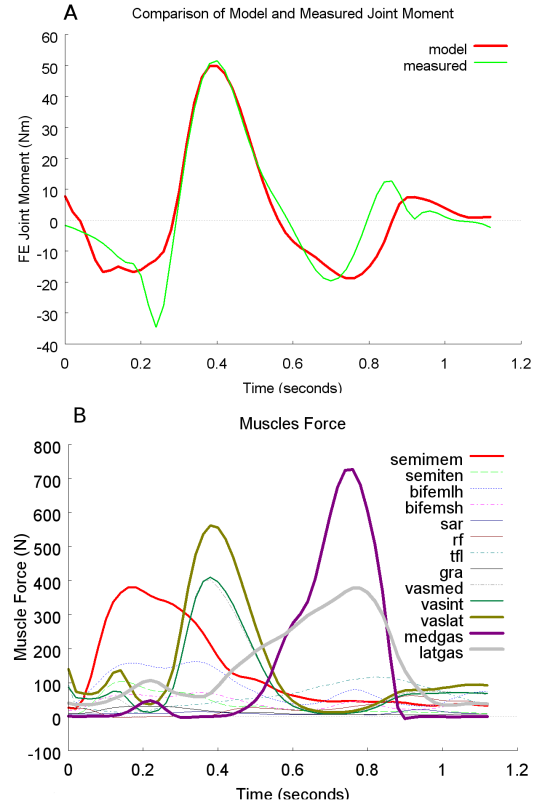 A
Comparison of Model and Measured Joint Moment
60
50
40
30
20
10
0
-10
-20
-30
-40
FE Joint Moment (Nm)
model
measured
0 0.2 0.4 0.6 0.8 1 1.2
Time (seconds)
B
Muscles Force
800
700
600
500
400
300
200
100
0
-100
Muscle Force (N)
semimem
semiten
bifemlh
bifemsh
sar
rf
tfl
gra
vasmed
vasint
vaslat
medgas
latgas
0 0.2 0.4 0.6 0.8 1 1.2
Time (seconds)